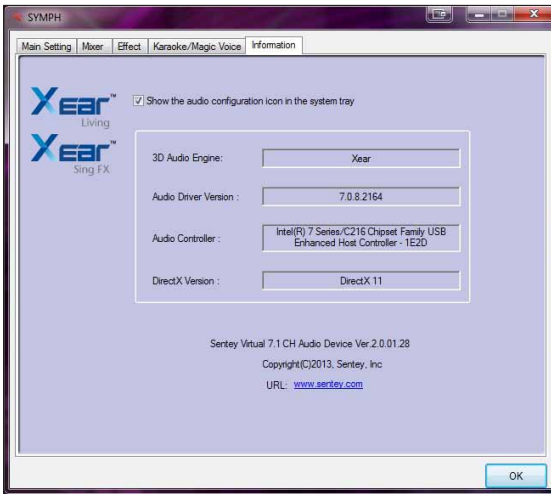 SYMPH
Main Setting Mixer Effect Karaoke/Magic Voice Information
Xear™
Living
Show the audio configuration icon in the system tray
Xear™
Sing FX
3D Audio Engine: Xear
Audio Driver Version : 7.0.8.2164
Audio Controller : Intel(R) 7 Series/C216 Chipset Family USB
Enhanced Host Controller - 1E2D
DirectX Version : DirectX 11
Sentey Virtual 7.1 CH Audio Device Ver.2.0.01.28
Copyright(C)2013, Sentey, Inc
URL: www.sentey.com
OK